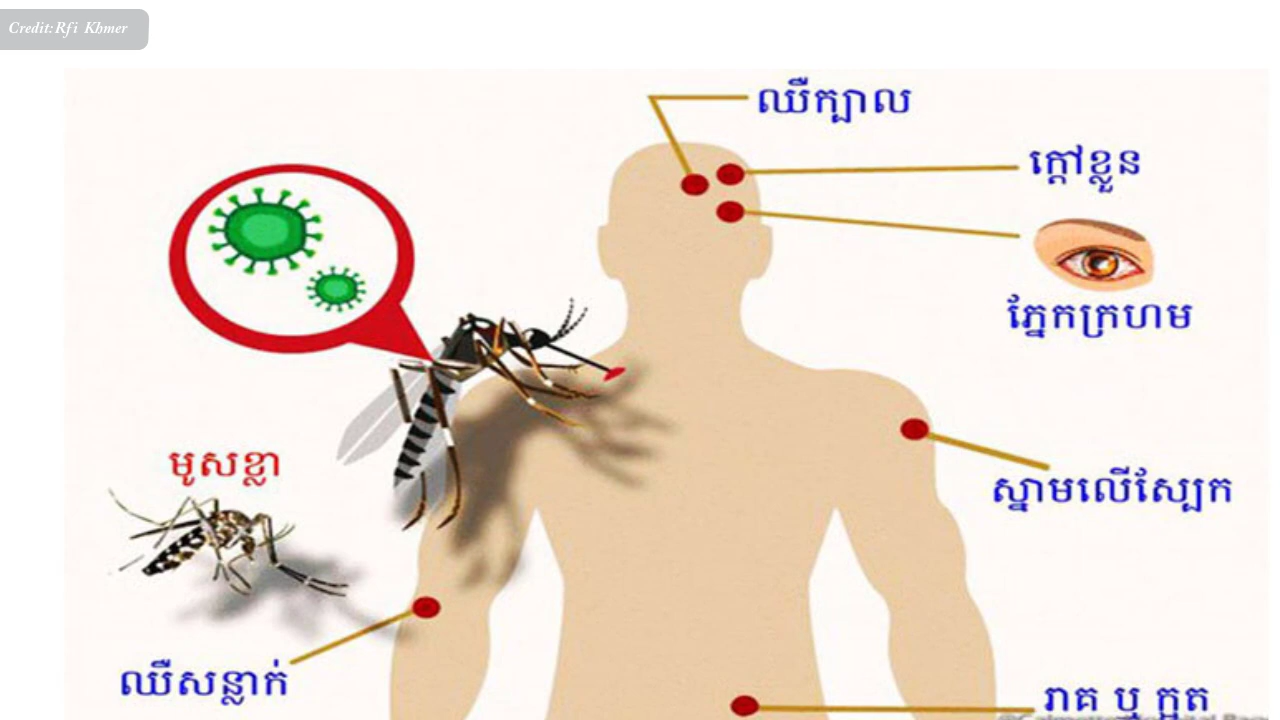 Credit:Rfi Khmer
ឈឺក្បាល
ក្តៅខ្លួន
ភ្នែកក្រហម
មូសខ្លា
ស្នាមលើស្បែក
ឈឺសន្លាក់
រាគ ឬ ក្អួត